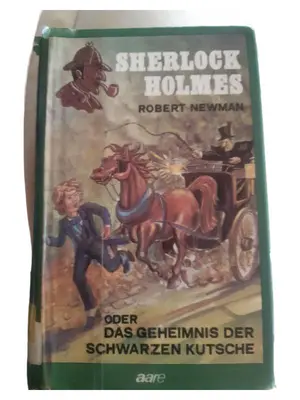 SHERLOCK
HOLMES
ROBERT NEWMAN
ODER
DAS GEHEIMNIS DER
SCHWARZEN KUTSCHE
aare